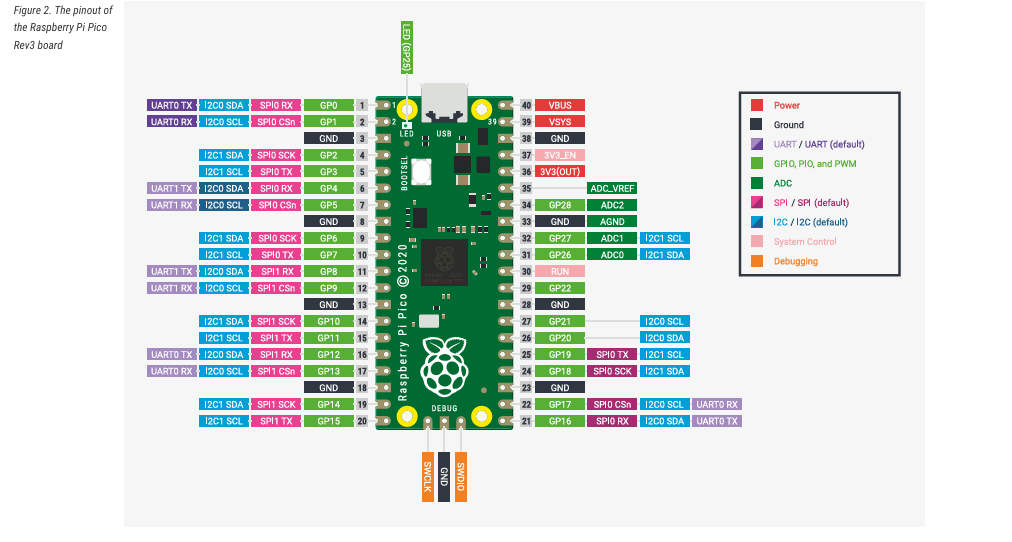 Figure 2. The pinout of
the Raspberry Pi Pico
Rev3 board
LED (GP25)
UART0 TX I2C0 SDA SPI0 RX GP0 1 1 40 VBUS
UART0 RX I2C0 SCL SPI0 CSn GP1 2 2 39 39 VSYS
LED USB
GND 3 38 GND
I2C1 SDA SPI0 SCK GP2 4 37 3V3_EN
I2C1 SCL SPI0 TX GP3 5 36 3V3(OUT)
BOOTSEL
UART1 TX I2C0 SDA SPI0 RX GP4 6 35 ADC_VREF
UART1 RX I2C0 SCL SPI0 CSn GP5 7 34 GP28 ADC2
GND 8 33 GND AGND
I2C1 SDA SPI0 SCK GP6 9 32 GP27 ADC1 I2C1 SCL
I2C1 SCL SPI0 TX GP7 10 31 GP26 ADC0 I2C1 SDA
UART1 TX I2C0 SDA SPI1 RX GP8 11 30 RUN
UART1 RX I2C0 SCL SPI1 CSn GP9 12 29 GP22
GND 13 28 GND
I2C1 SDA SPI1 SCK GP10 14 27 GP21 I2C0 SCL
I2C1 SCL SPI1 TX GP11 15 26 GP20 I2C0 SDA
UART0 TX I2C0 SDA SPI1 RX GP12 16 25 GP19 SPI0 TX I2C1 SCL
UART0 RX I2C0 SCL SPI1 CSn GP13 17 24 GP18 SPI0 SCK I2C1 SDA
GND 18 23 GND
I2C1 SDA SPI1 SCK GP14 19 22 GP17 SPI0 CSn I2C0 SCL UART0 RX
I2C1 SCL SPI1 TX GP15 20 21 GP16 SPI0 RX I2C0 SDA UART0 TX
Raspberry Pi Pico © 2020
DEBUG
SWCLK
GND
SWDIO
Power
Ground
UART / UART (default)
GPIO, PIO, and PWM
ADC
SPI / SPI (default)
I2C / I2C (default)
System Control
Debugging